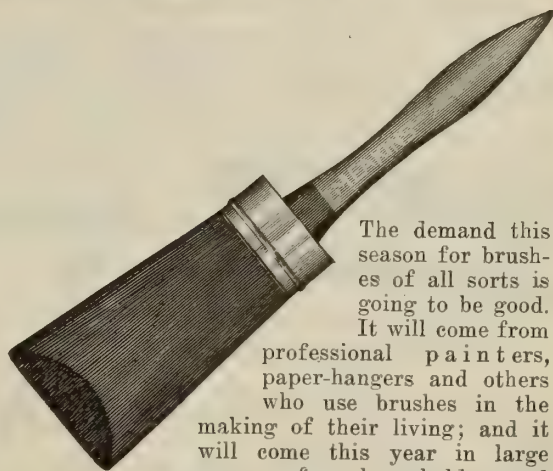 The demand this
season for brush-
es of all sorts is
going to be good.
It will come from
professional painters,
paper-hangers and others
who use brushes in the
making of their living; and it
will come this year in large